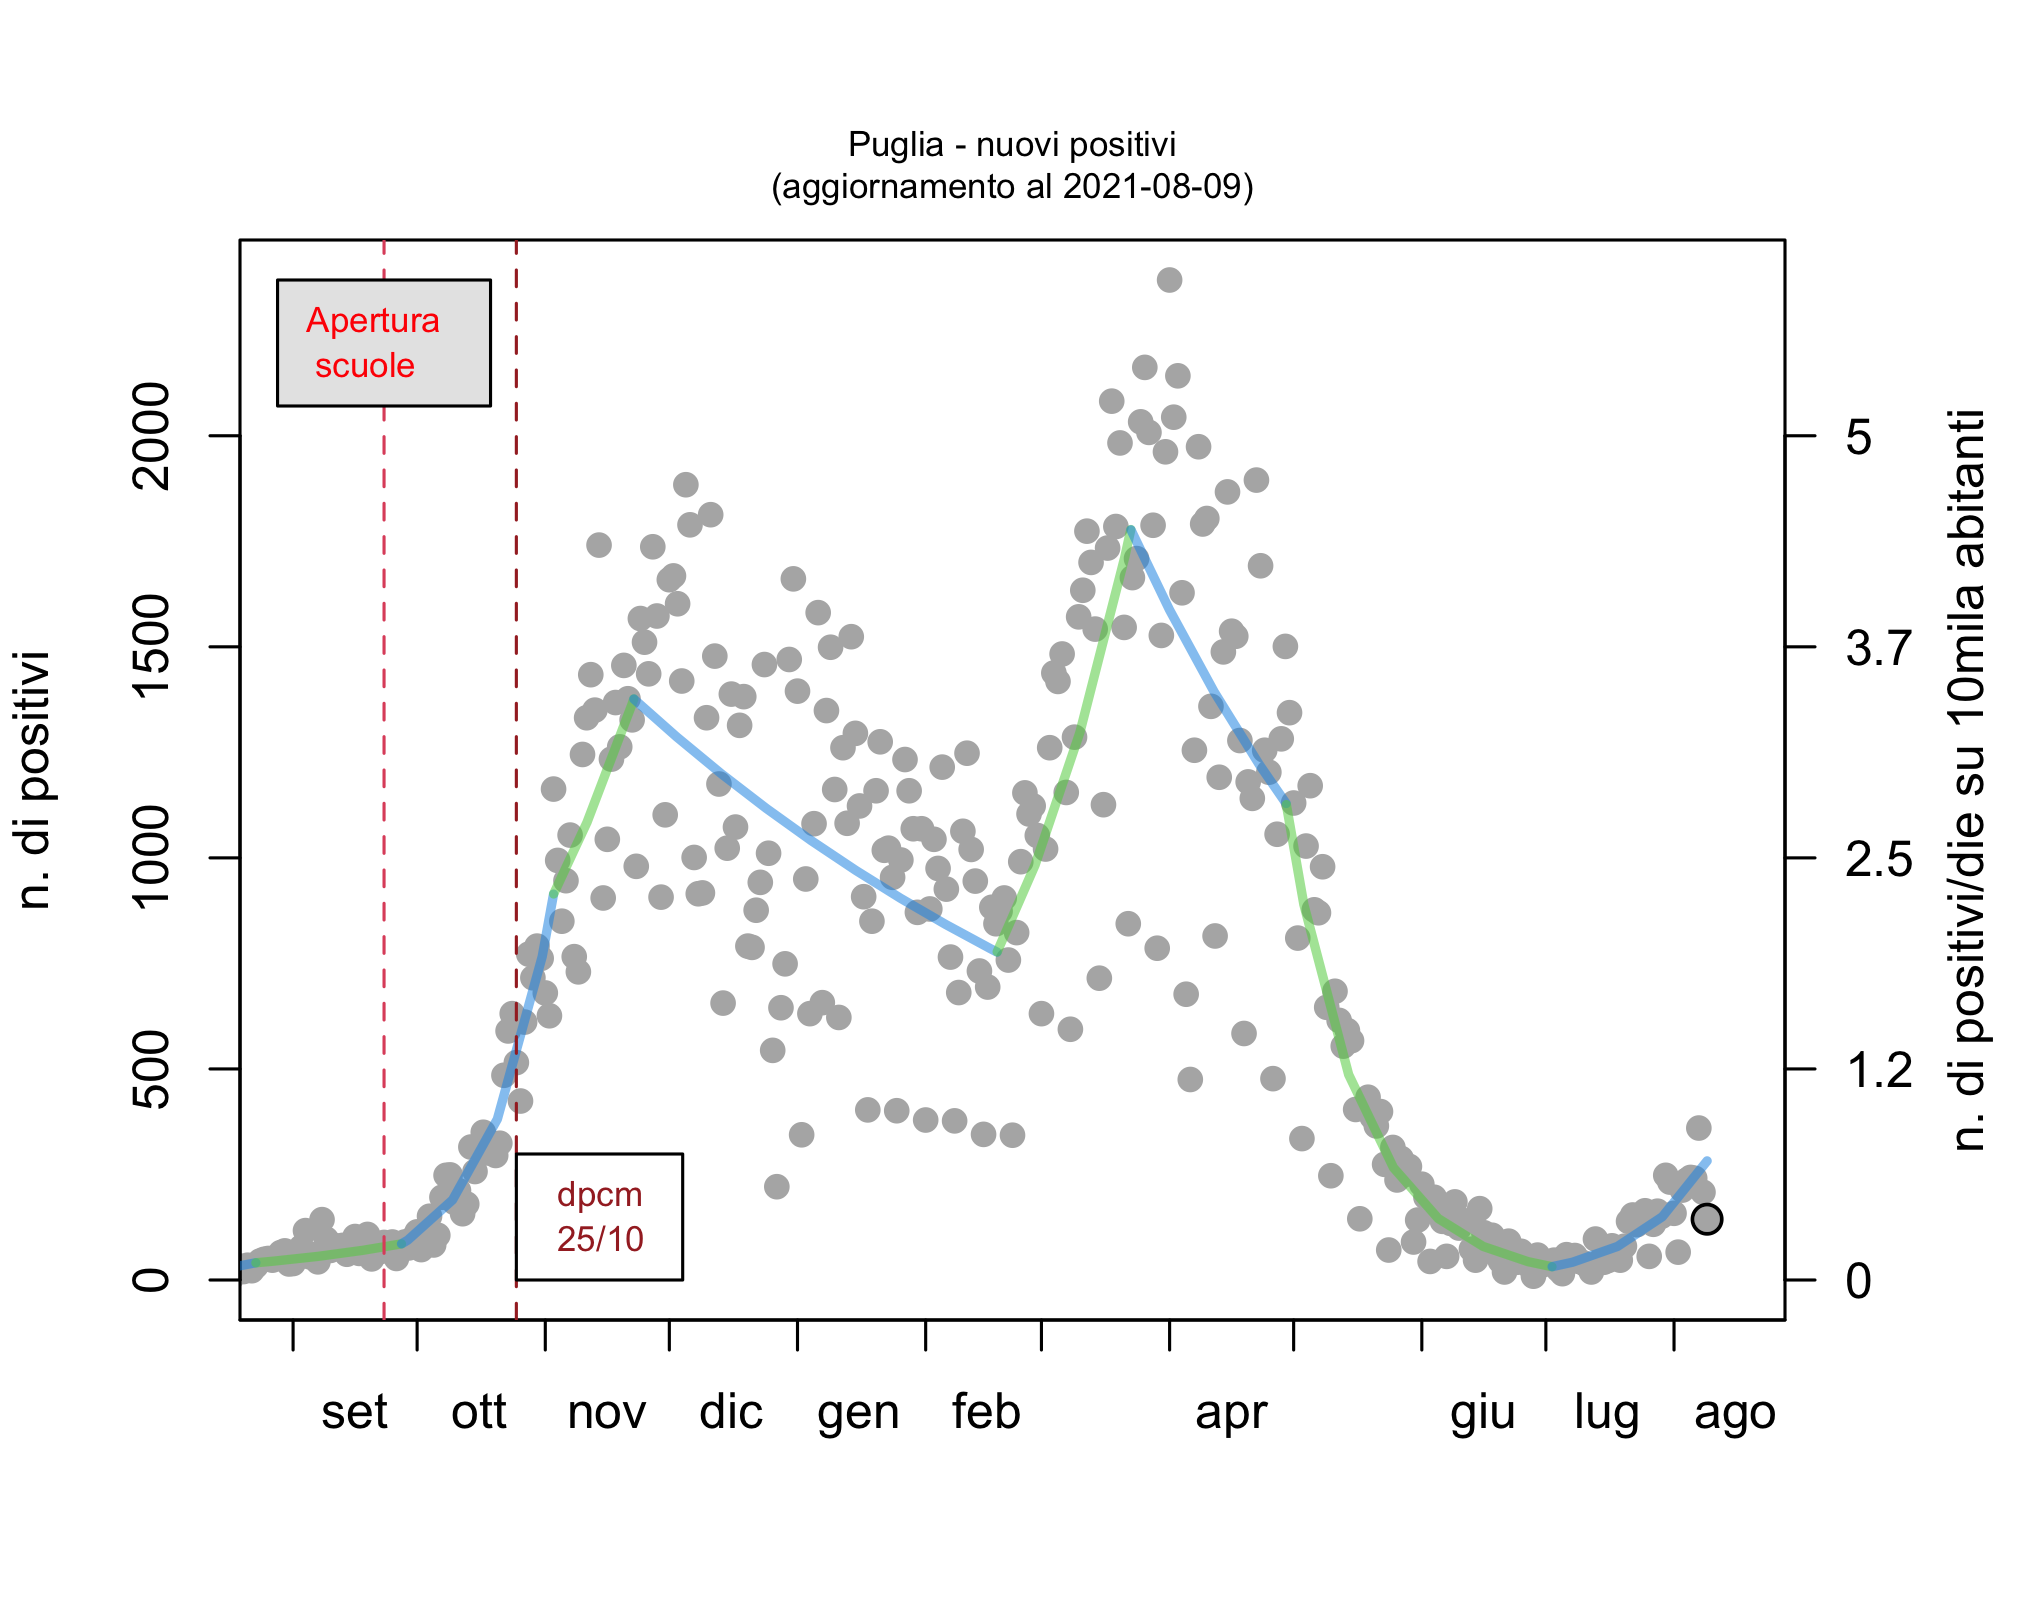 Puglia - nuovi positivi
(aggiornamento al 2021-08-09)
Apertura
scuole
dpcm
25/10
n. di positivi
0
500
1000
1500
2000
n. di positivi/die su 10mila abitanti
0
1.2
2.5
3.7
5
set ott nov dic gen feb apr giu lug ago